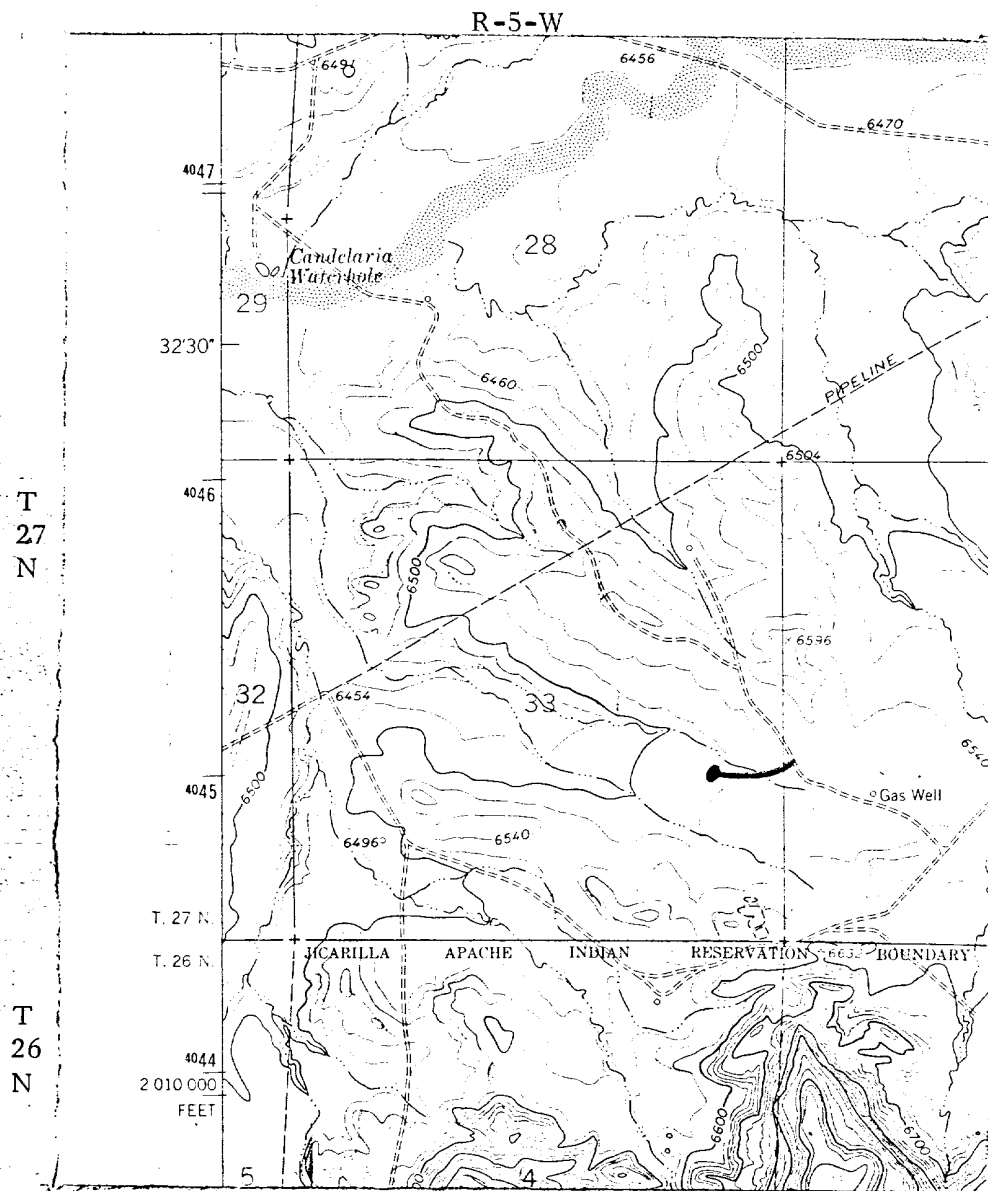 R-5-W
6491
6456
6470
4047
28
Candelaria
Waterhole
29
32'30"
6460
6500
PIPELINE
6504
4046
T
27
N
6500
6596
32
6454
33
6540
6500
4045
Gas Well
6496
6540
T. 27 N.
JICARILLA APACHE INDIAN RESERVATION 6632 BOUNDARY
T. 26 N.
T
26
N
4044
2 010 000
FEET
6600
6700
5
4